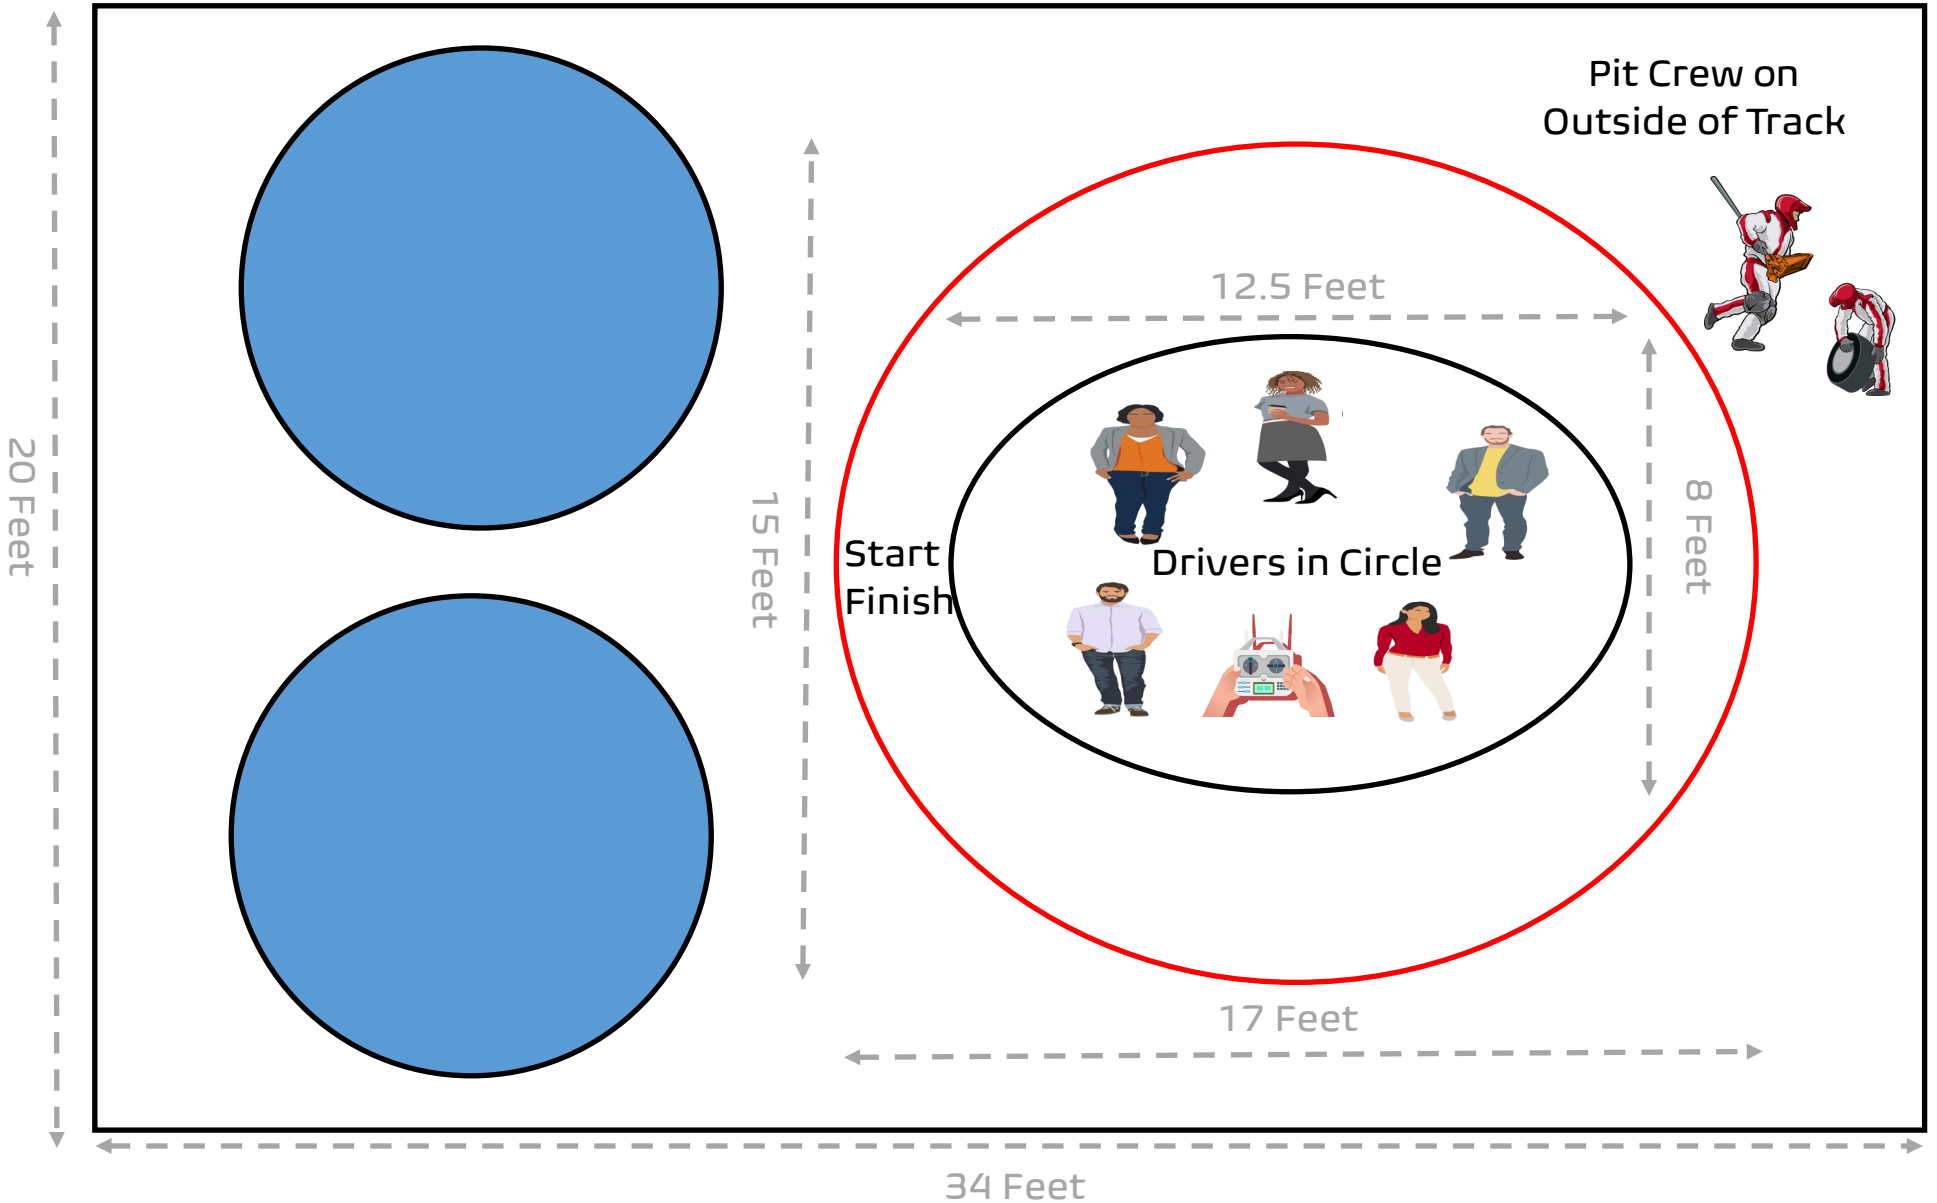 Pit Crew on
Outside of Track
12.5 Feet
20 Feet
15 Feet
8 Feet
Start
Finish
Drivers in Circle
17 Feet
34 Feet